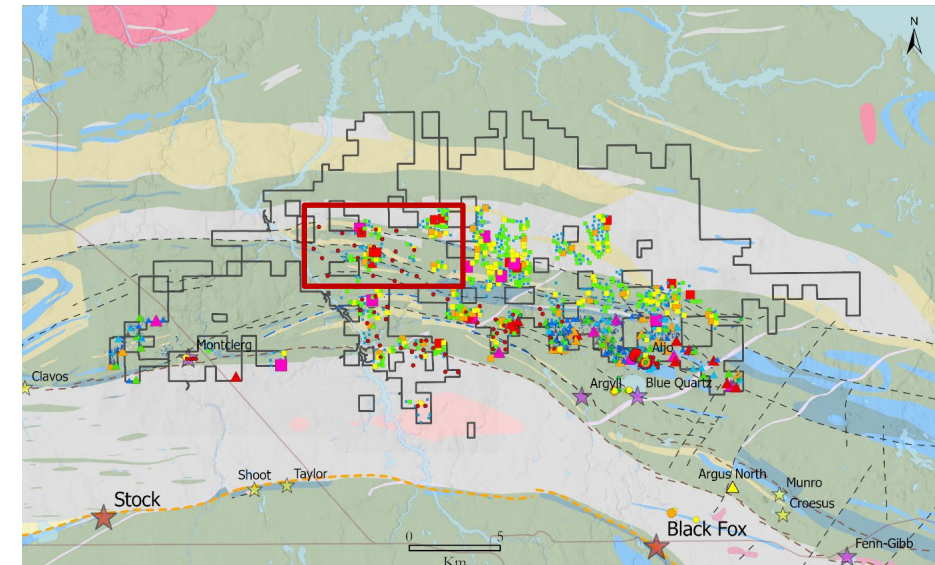 N
Montclerg
Aljo
Clavos
Argyll
Blue Quartz
Argus North
Shoot
Taylor
Munro
Stock
Croesus
Black Fox
0
5
Km
Fenn-Gibb